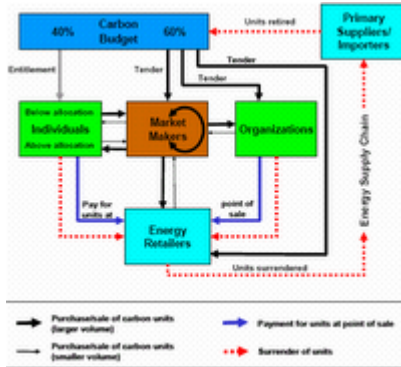 40% Carbon Budget 60%
Units retired
Primary Suppliers/
Importers
Entitlement
Tender
Tender
Tender
Below allocation
Individuals
Above allocation
Market
Makers
Organizations
Pay for
units at
point of
sale
Energy
Retailers
Energy Supply Chain
Units surrendered
Purchase/sale of carbon units
(larger volume)
Payment for units at point of sale
Purchase/sale of carbon units
(smaller volume)
Surrender of units